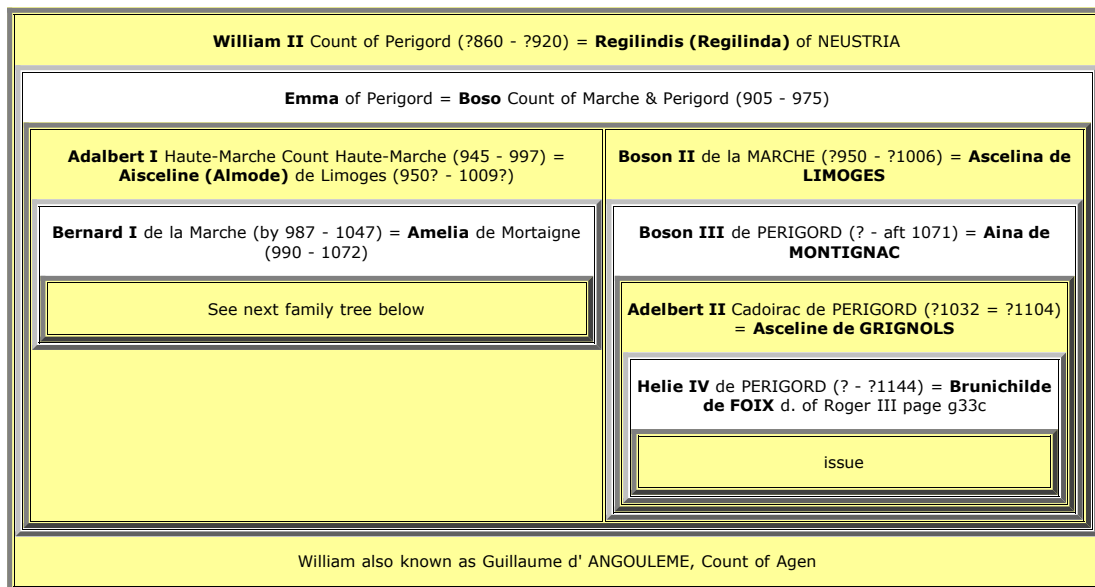 William II Count of Perigord (?860 - ?920) = Regilindis (Regilinda) of NEUSTRIA
Emma of Perigord = Boso Count of Marche & Perigord (905 - 975)
Adalbert I Haute-Marche Count Haute-Marche (945 - 997) =
Aisceline (Almode) de Limoges (950? - 1009?)
Bernard I de la Marche (by 987 - 1047) = Amelia de Mortaigne
(990 - 1072)
See next family tree below
Boson II de la MARCHE (?950 - ?1006) = Ascelina de
LIMOGES
Boson III de PERIGORD (? - aft 1071) = Aina de
MONTIGNAC
Adelbert II Cadoirac de PERIGORD (?1032 = ?1104)
= Asceline de GRIGNOLS
Helie IV de PERIGORD (? - ?1144) = Brunichilde
de FOIX d. of Roger III page g33c
issue
William also known as Guillaume d' ANGOULEME, Count of Agen